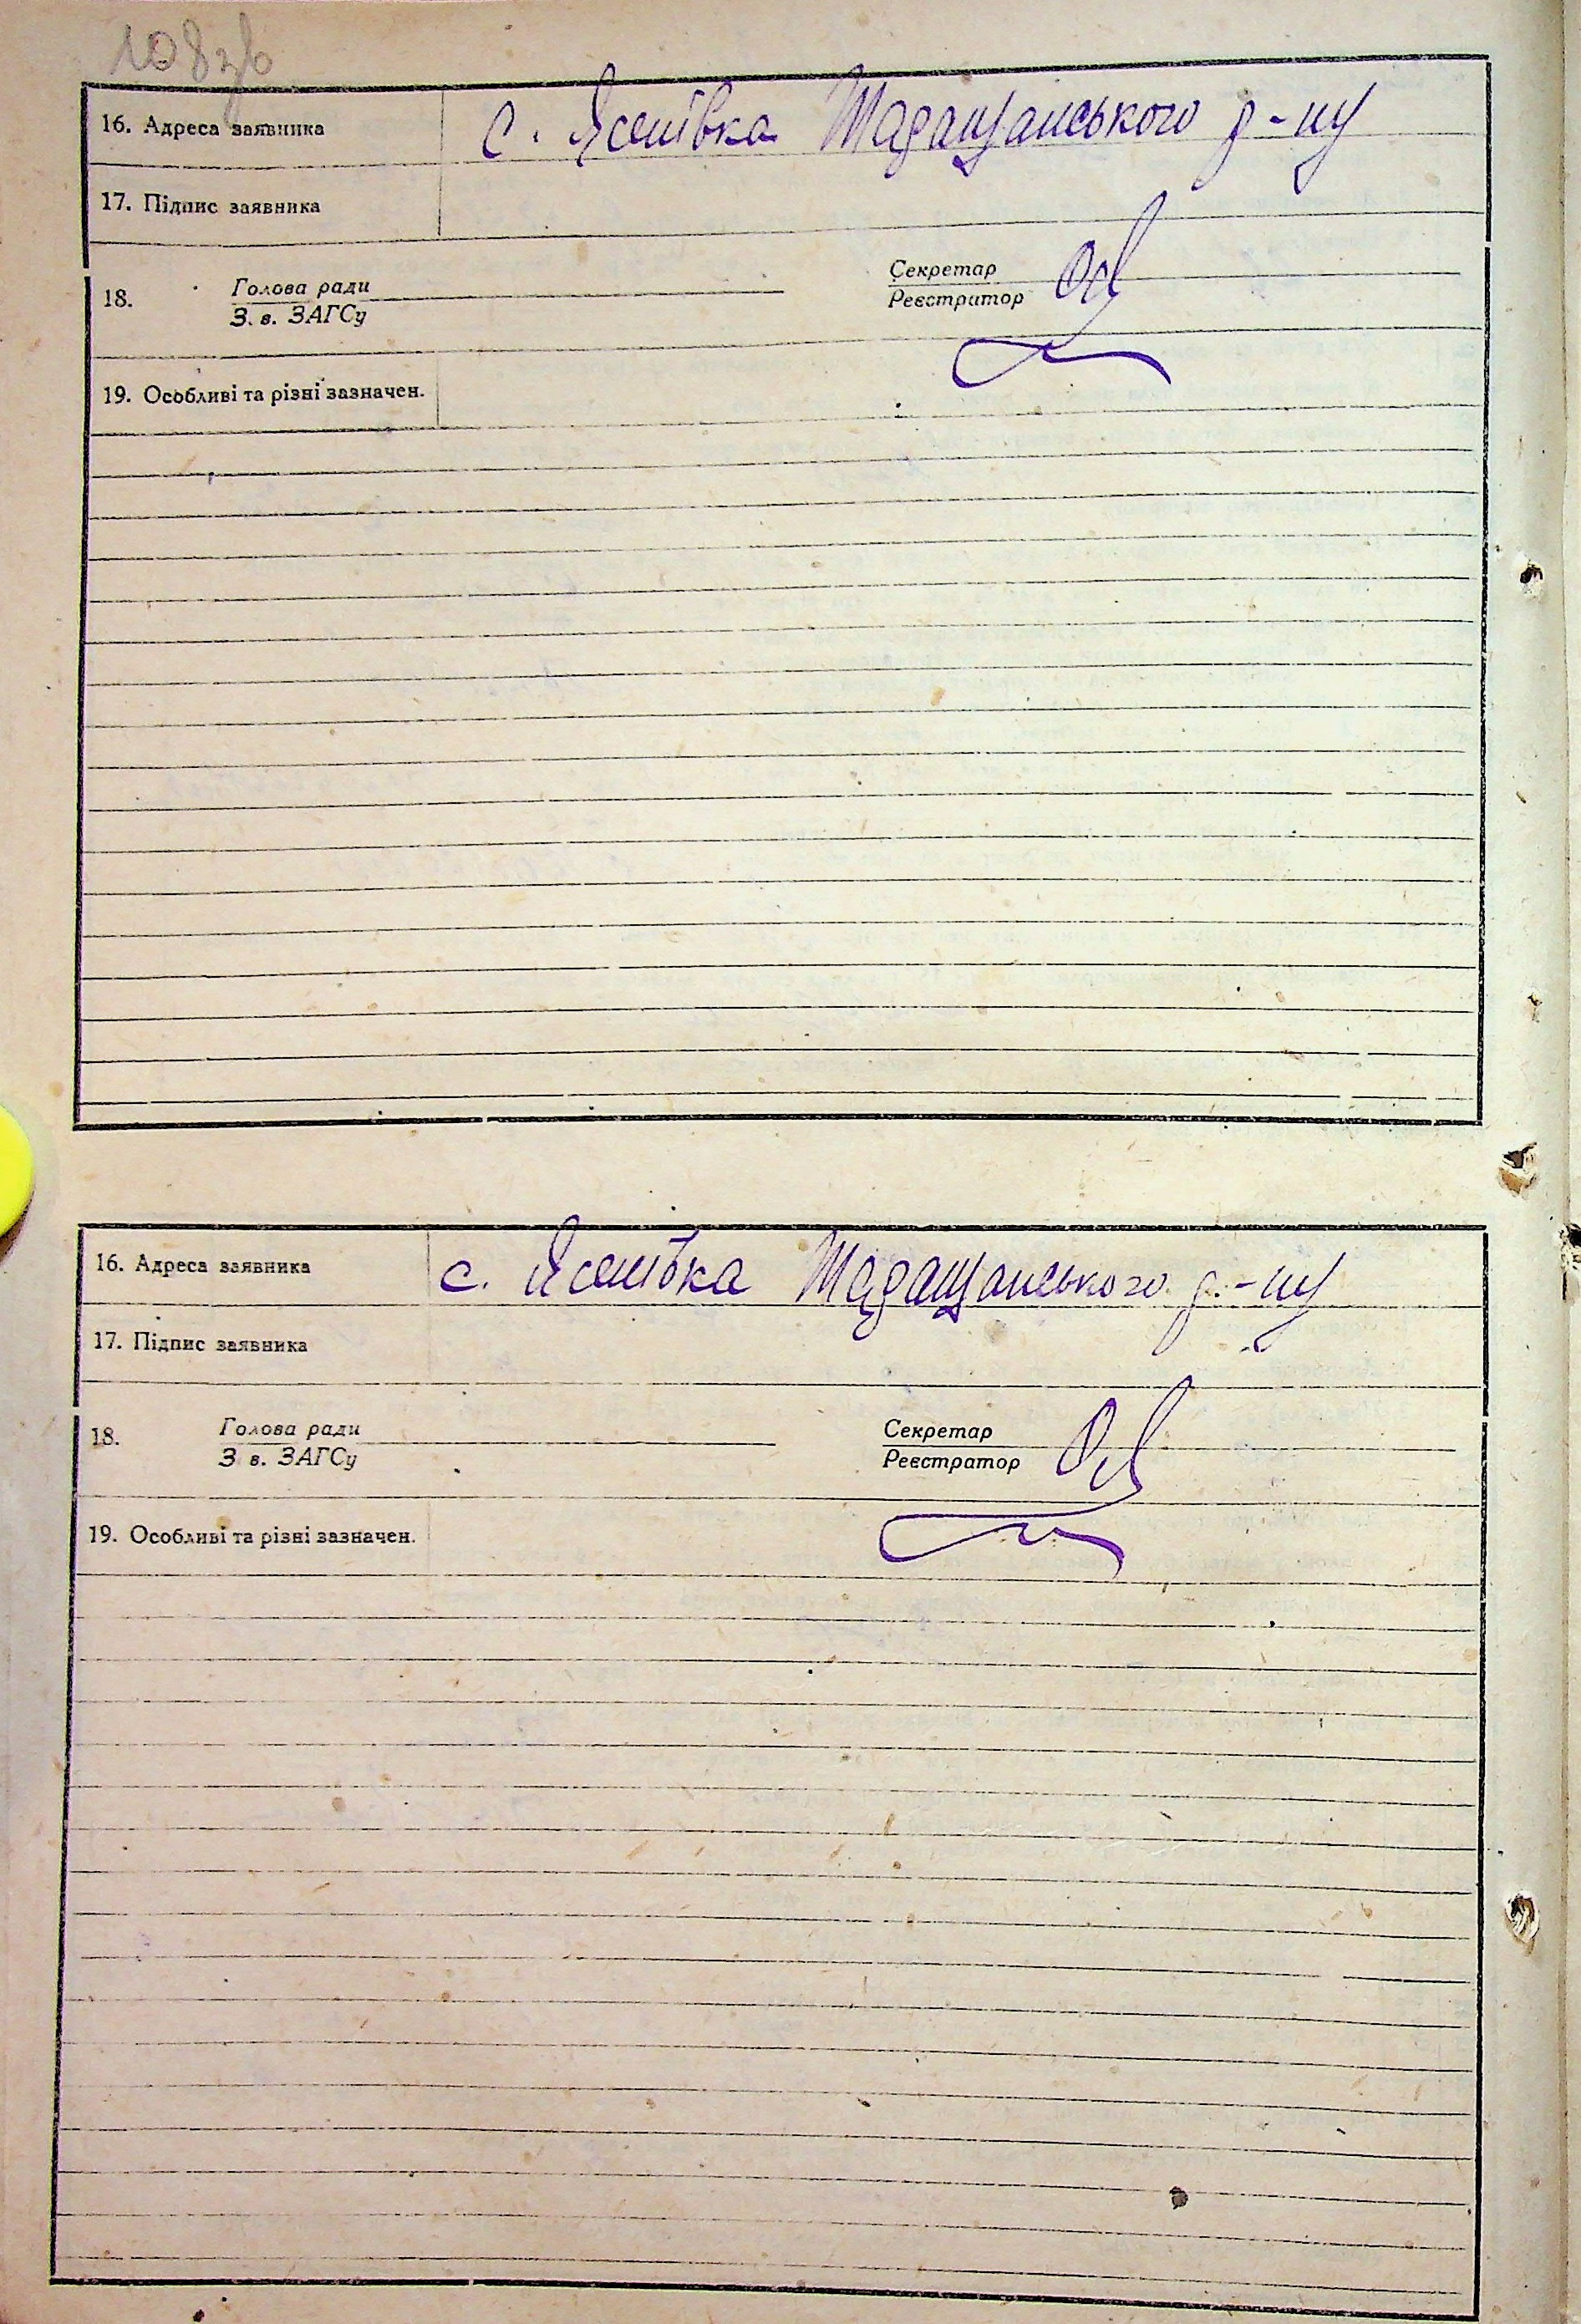 108зв
16. Адреса заявника с. Ясенівка Таращанського р-ну
17. Підпис заявника
18. Голова ради Секретар
З. в. ЗАГСу Реєстратор
19. Особливі та різні зазначен.
16. Адреса заявника с. Ясенівка Таращанського р-ну
17. Підпис заявника
18. Голова ради Секретар
З в. ЗАГСу Реєстратор
19. Особливі та різні зазначен.